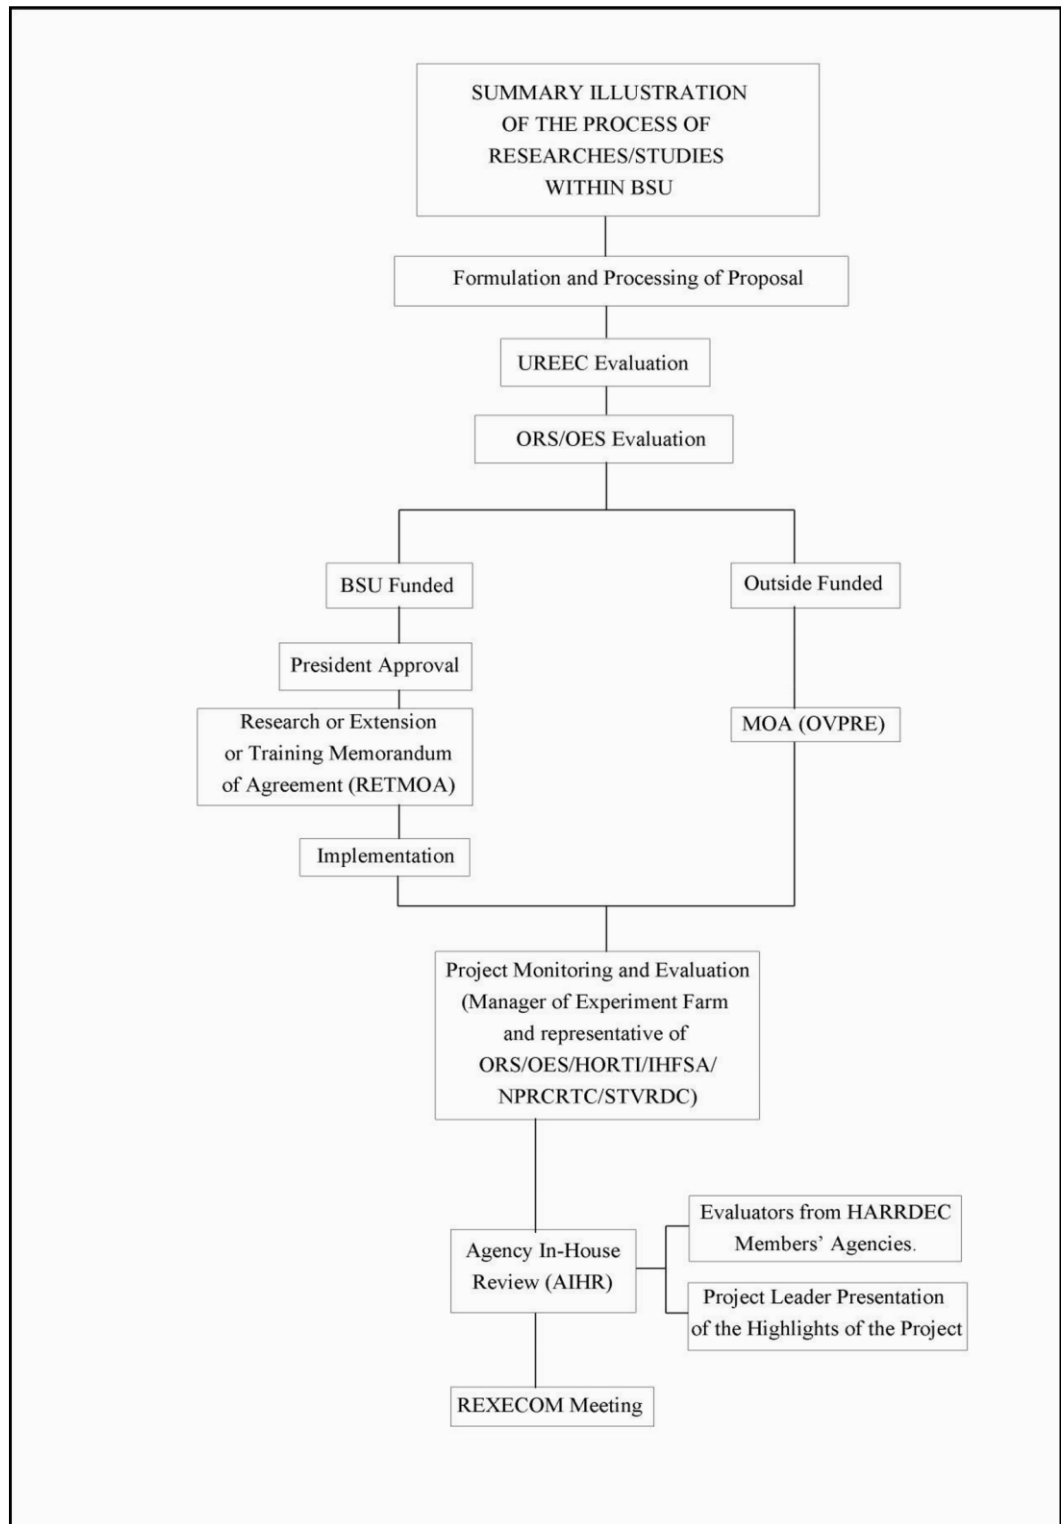 SUMMARY ILLUSTRATION
OF THE PROCESS OF
RESEARCHES/STUDIES
WITHIN BSU
Formulation and Processing of Proposal
UREEC Evaluation
ORS/OES Evaluation
BSU Funded
Outside Funded
President Approval
Research or Extension
or Training Memorandum
of Agreement (RETMOA)
MOA (OVPRE)
Implementation
Project Monitoring and Evaluation
(Manager of Experiment Farm
and representative of
ORS/OES/HORTI/IHFSA/
NPRCRTC/STVRDC)
Agency In-House
Review (AIHR)
Evaluators from HARRDEC
Members’ Agencies.
Project Leader Presentation
of the Highlights of the Project
REXECOM Meeting